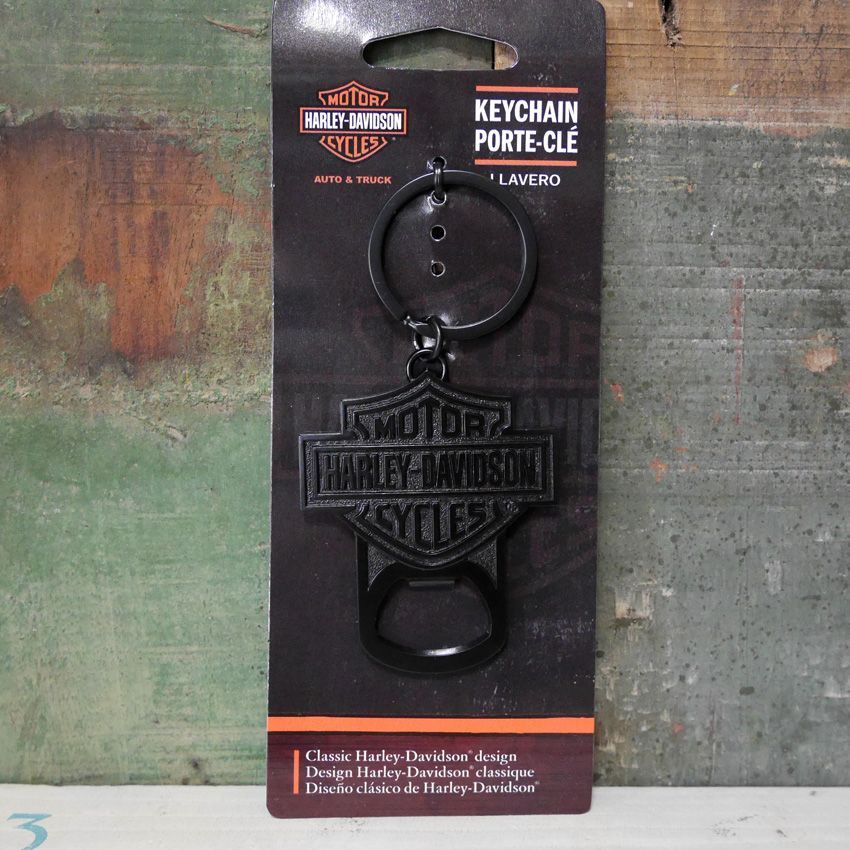 MOTOR
HARLEY-DAVIDSON
CYCLES
AUTO & TRUCK
KEYCHAIN
PORTE-CLÉ
LLAVERO
MOTOR
HARLEY-DAVIDSON
CYCLES
Classic Harley-Davidson® design
Design Harley-Davidson® classique
Diseño clásico de Harley-Davidson®
3